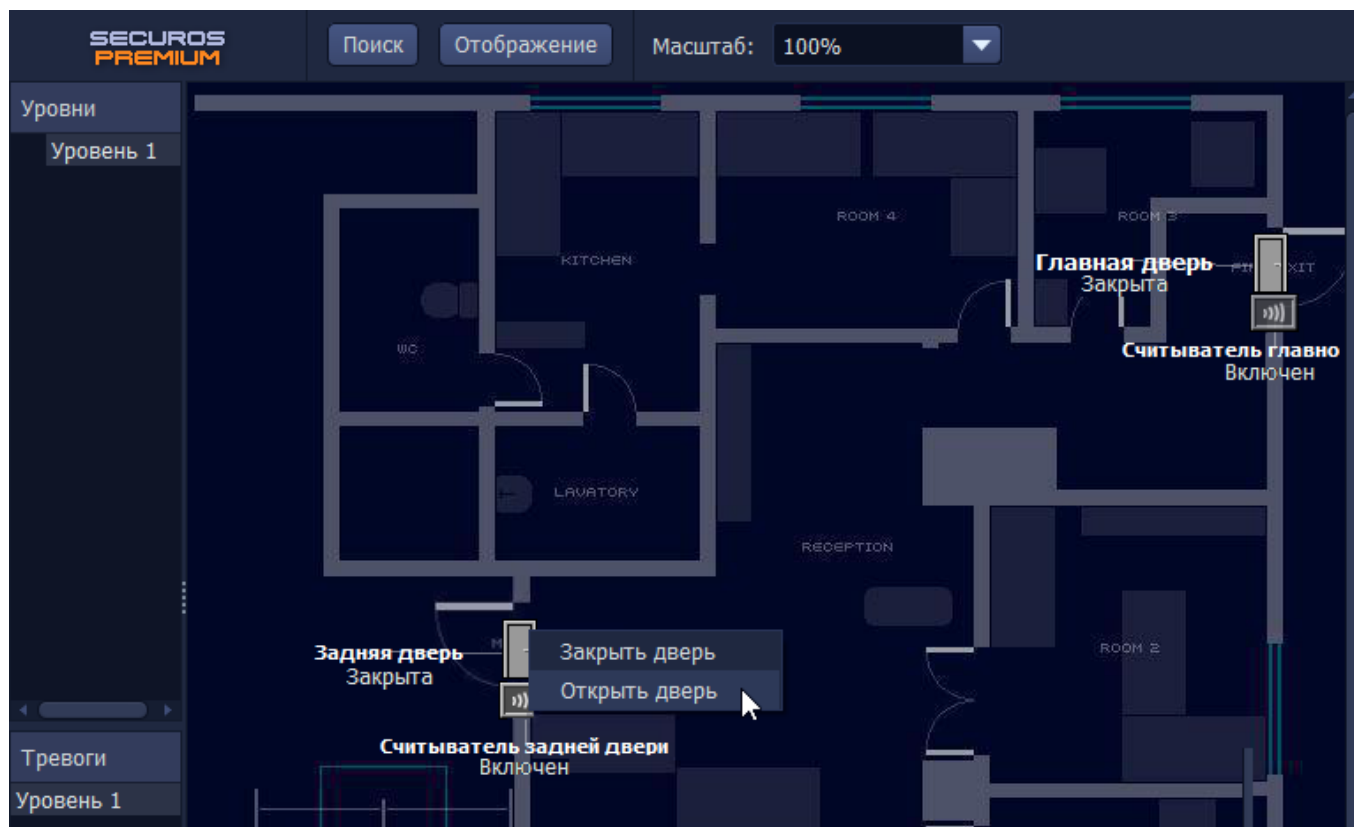 SECUROS
PREMIUM
Поиск
Отображение
Масштаб:
100%
Уровни
Уровень 1
ROOM 4
ROOM 3
KITCHEN
Главная дверь
Закрыта
EXIT
WC
Считыватель главно
Включен
LAVATORY
RECEPTION
Задняя дверь
Закрыта
Закрыть дверь
Открыть дверь
ROOM 2
Считыватель задней двери
Включен
Тревоги
Уровень 1